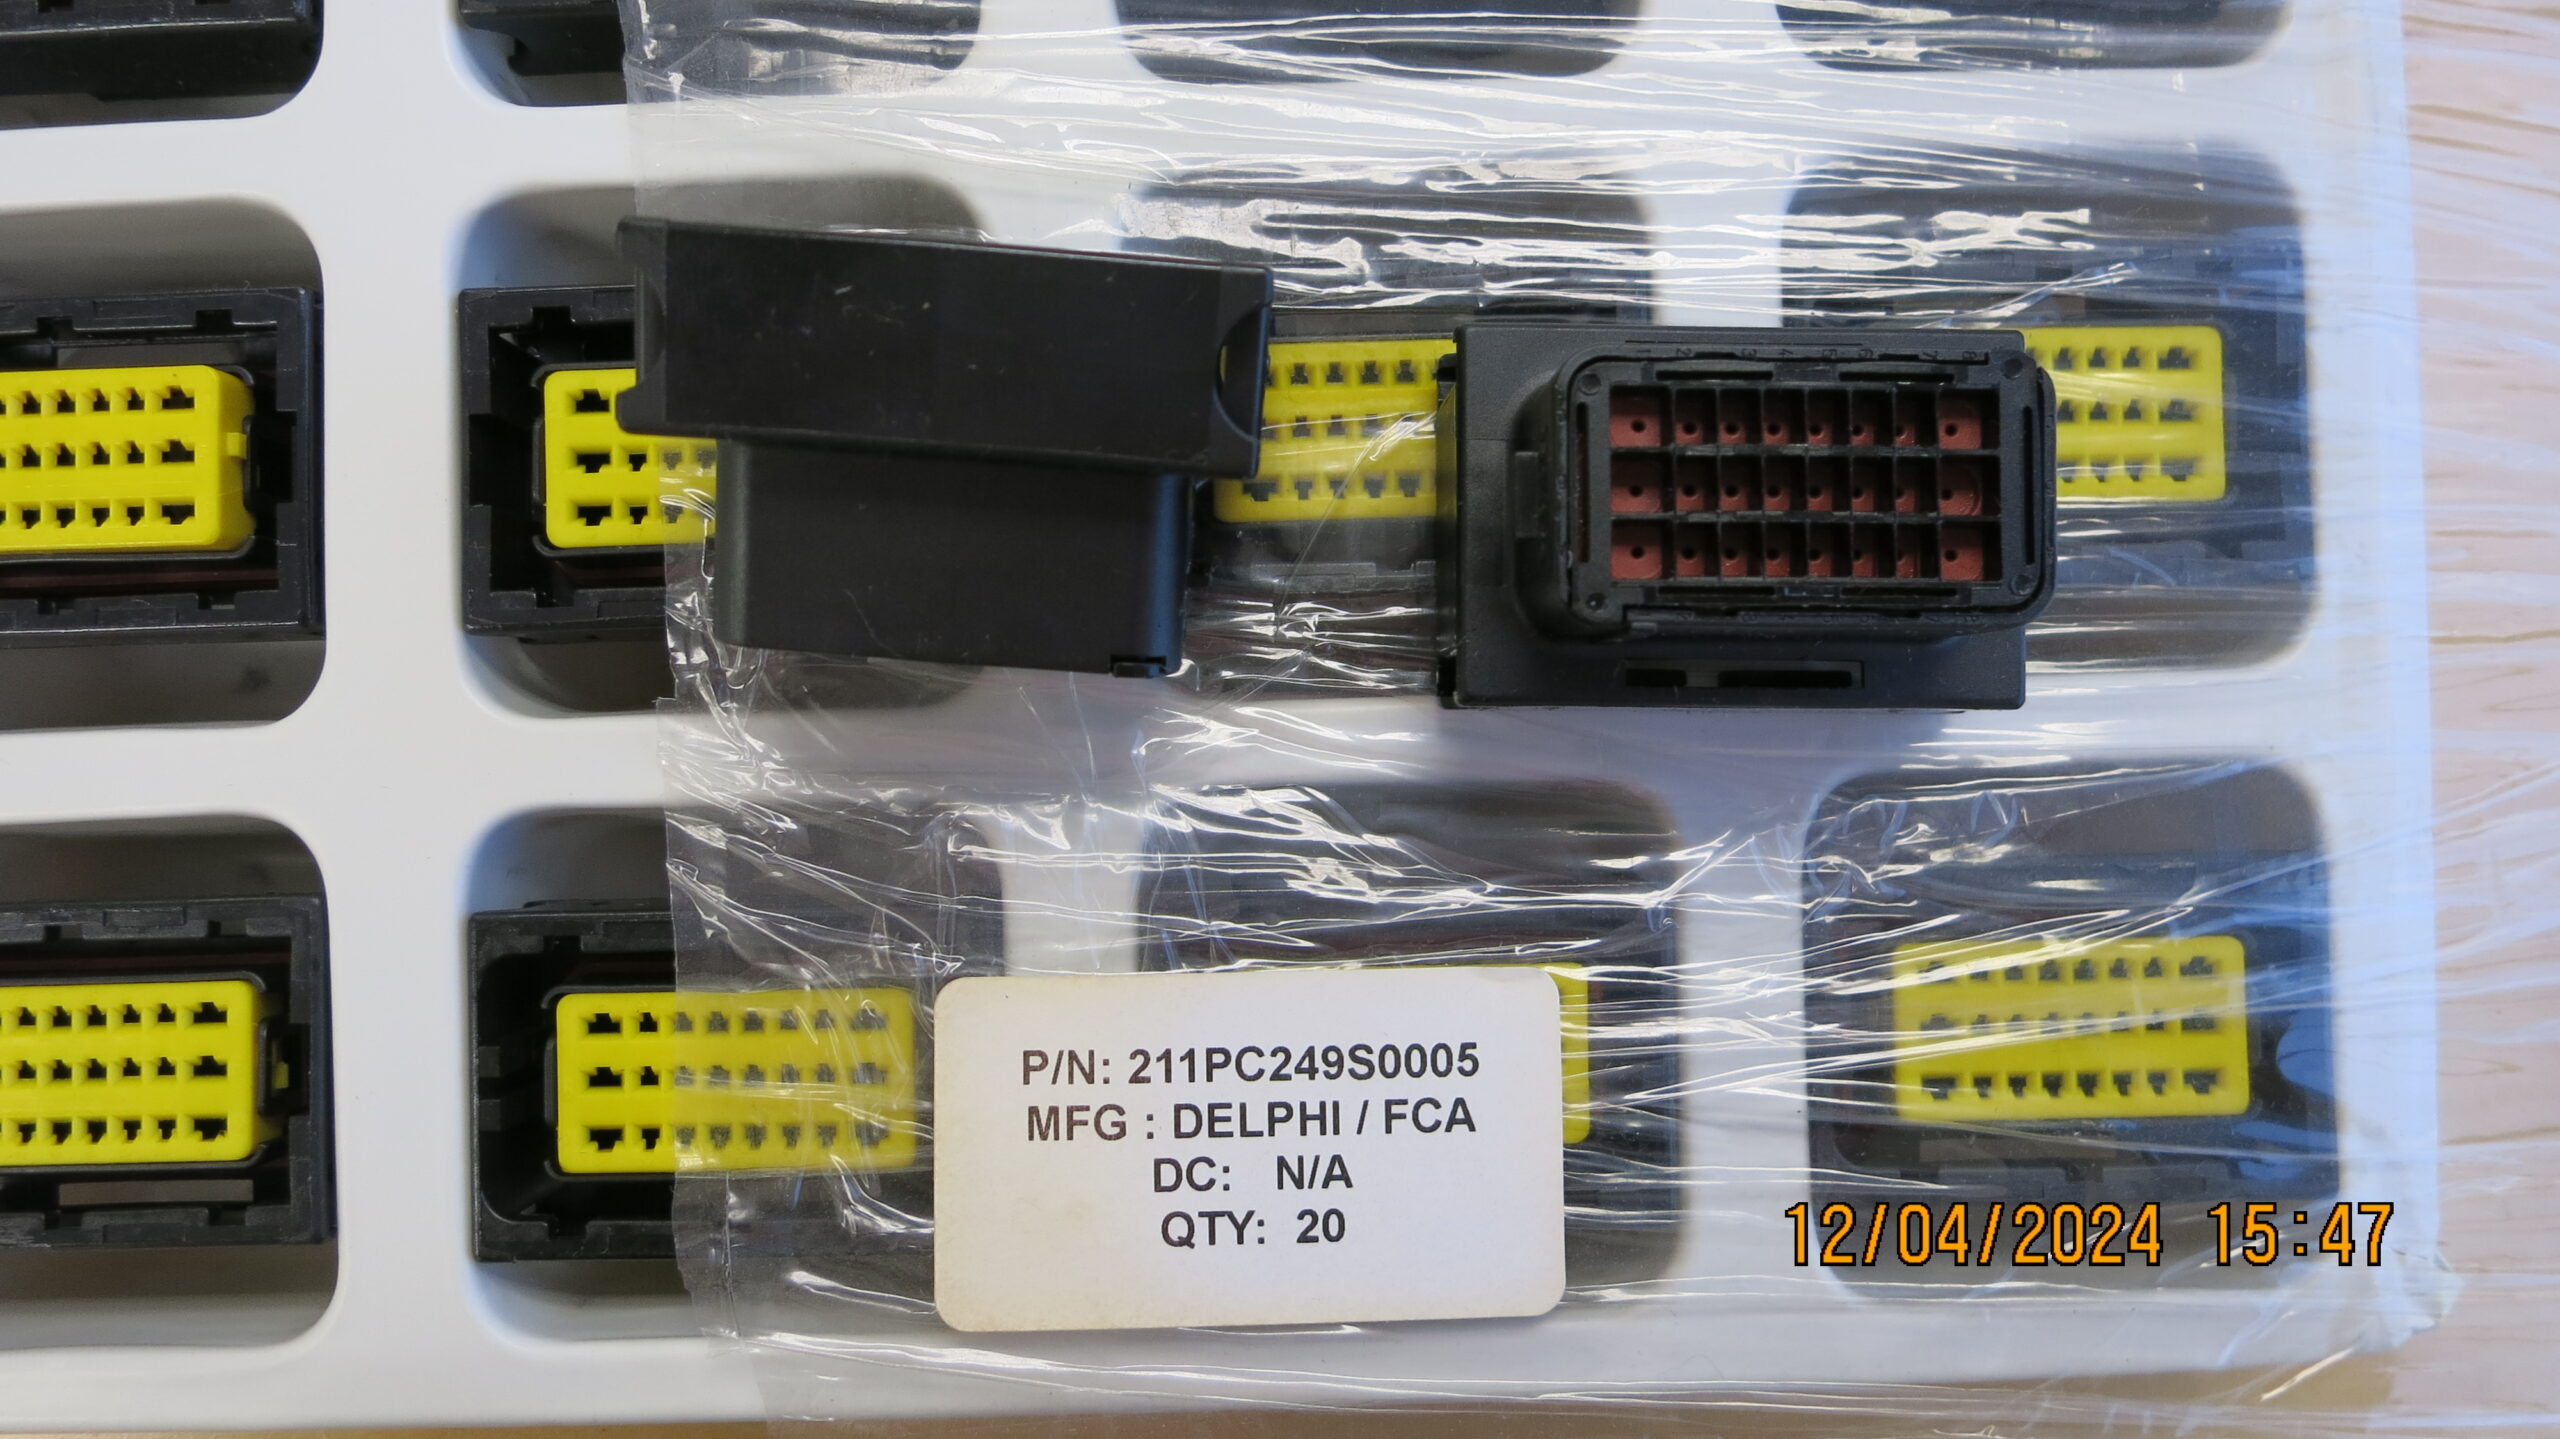 P/N: 211PC249S0005
MFG : DELPHI / FCA
DC: N/A
QTY: 20
12/04/2024 15:47